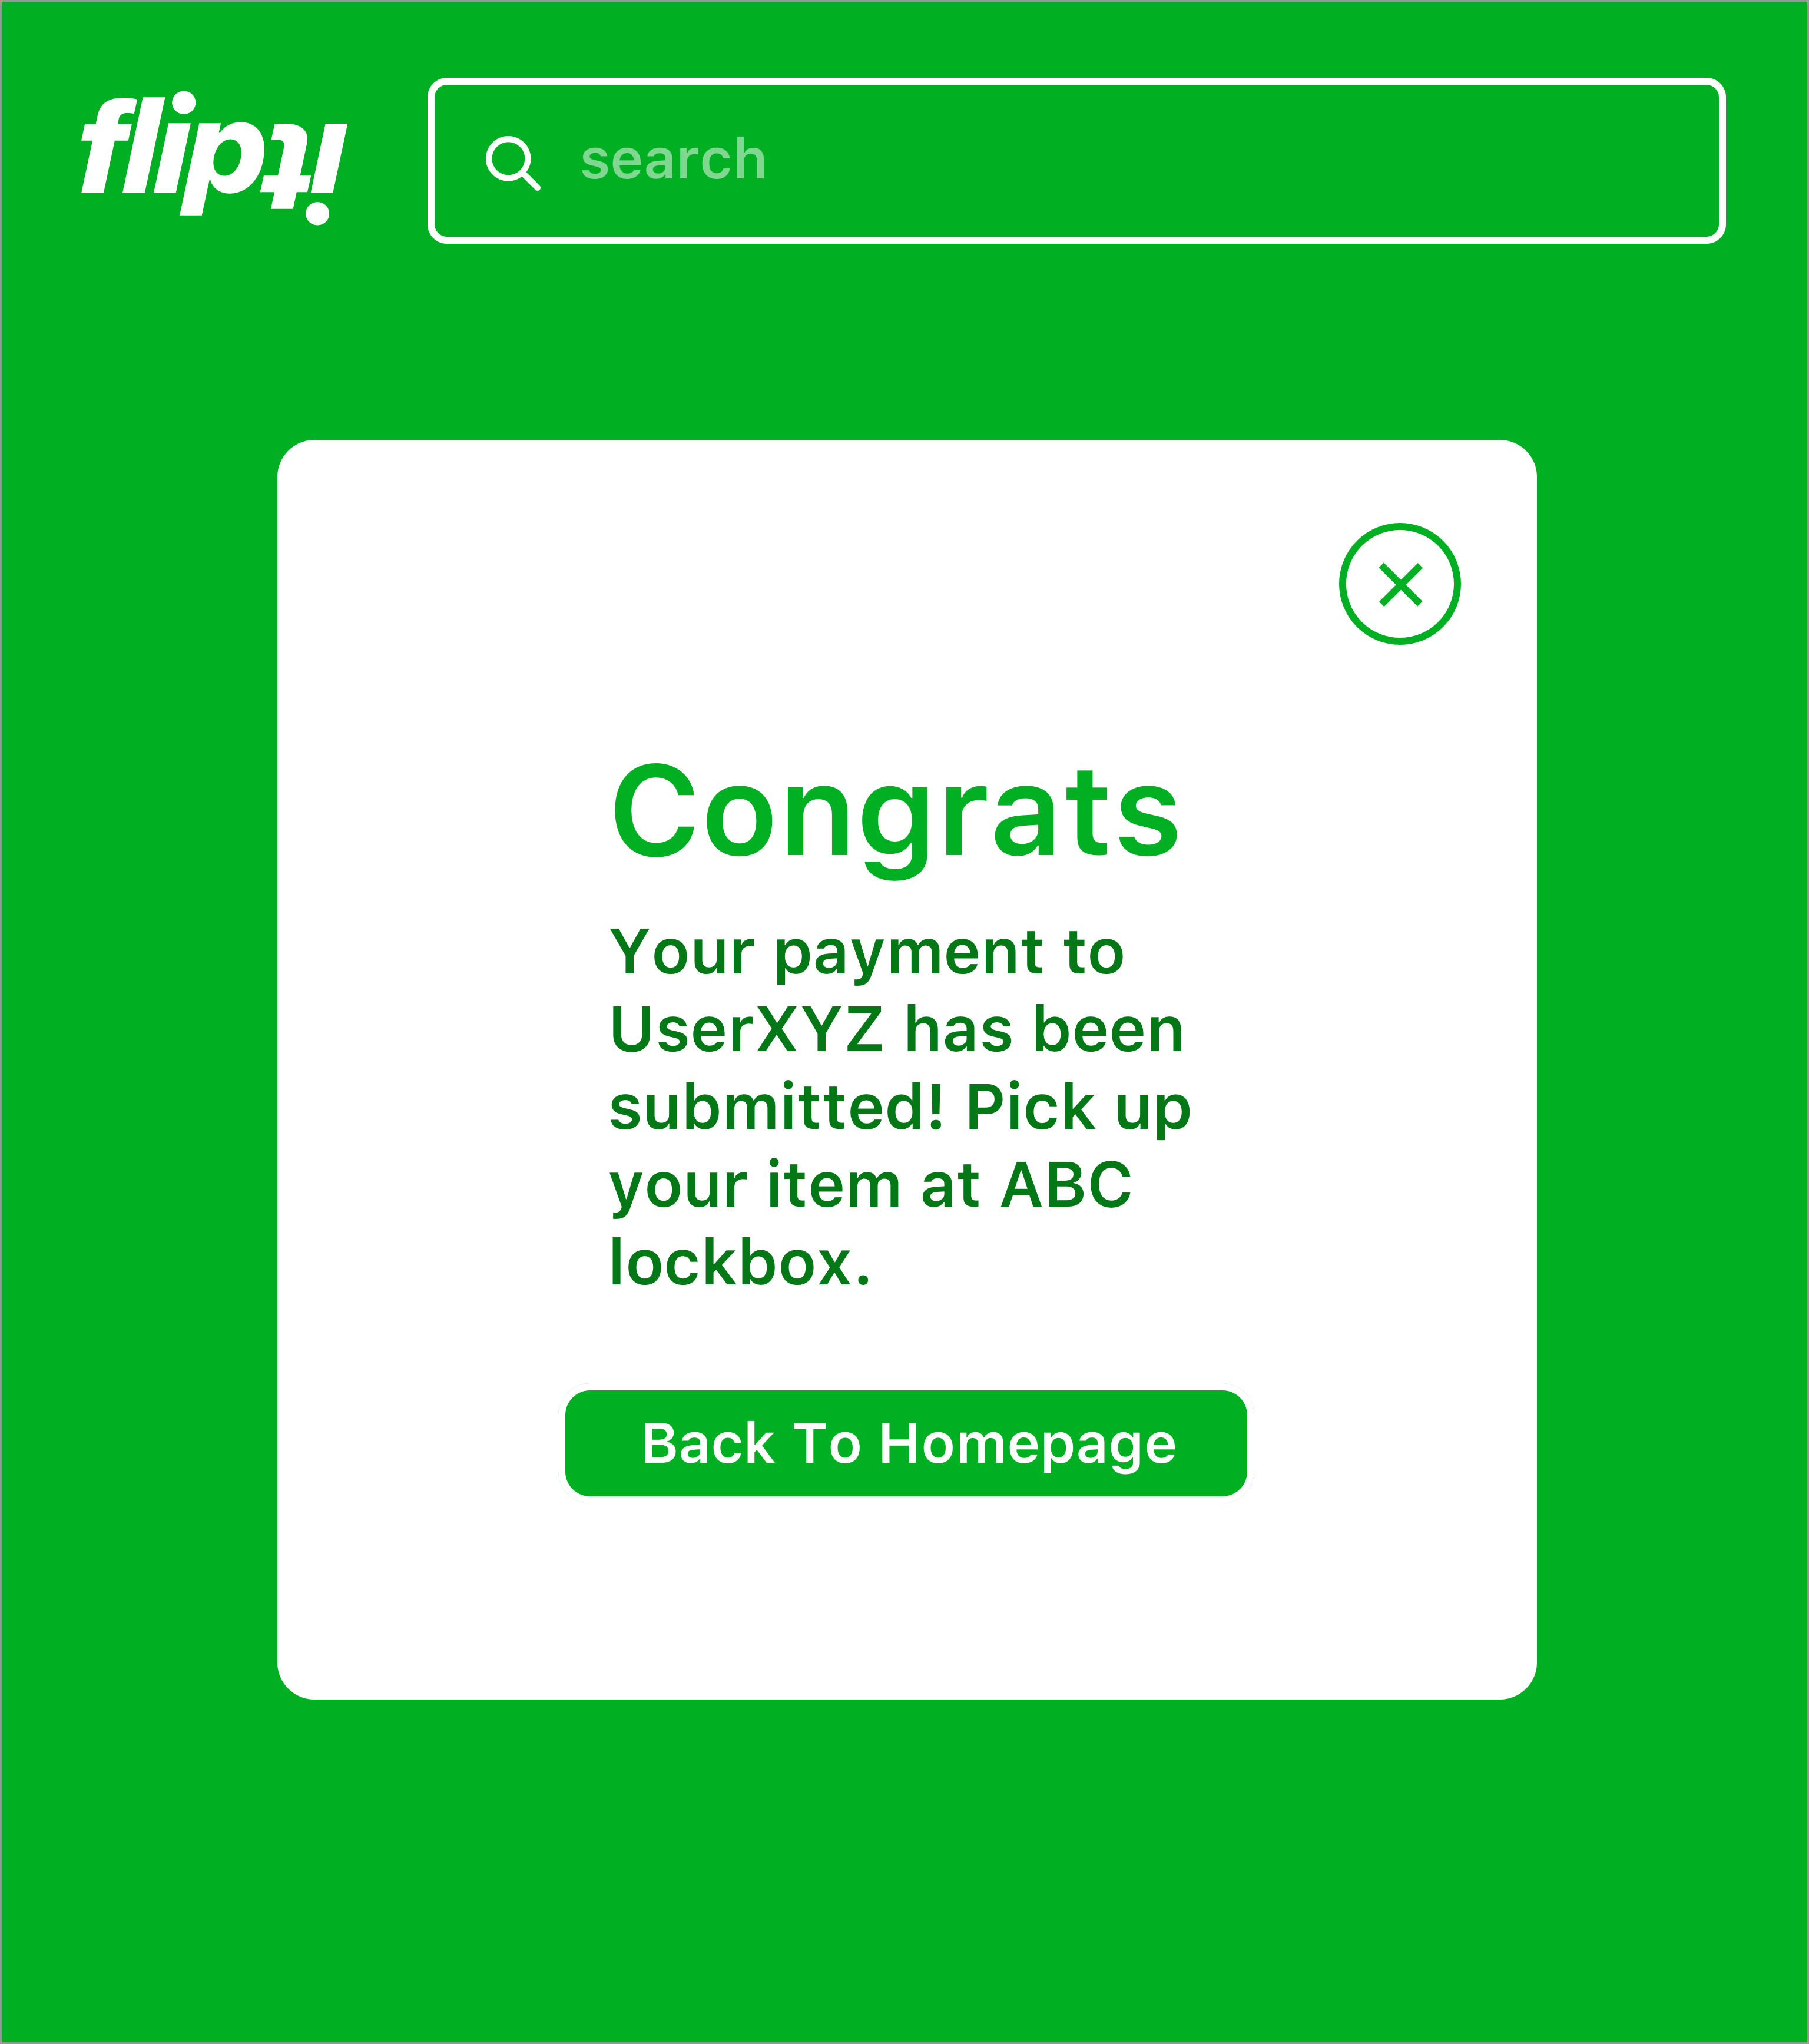 flipti
search
Congrats
Your payment to
UserXYZ has been
submitted! Pick up
your item at ABC
lockbox.
Back To Homepage